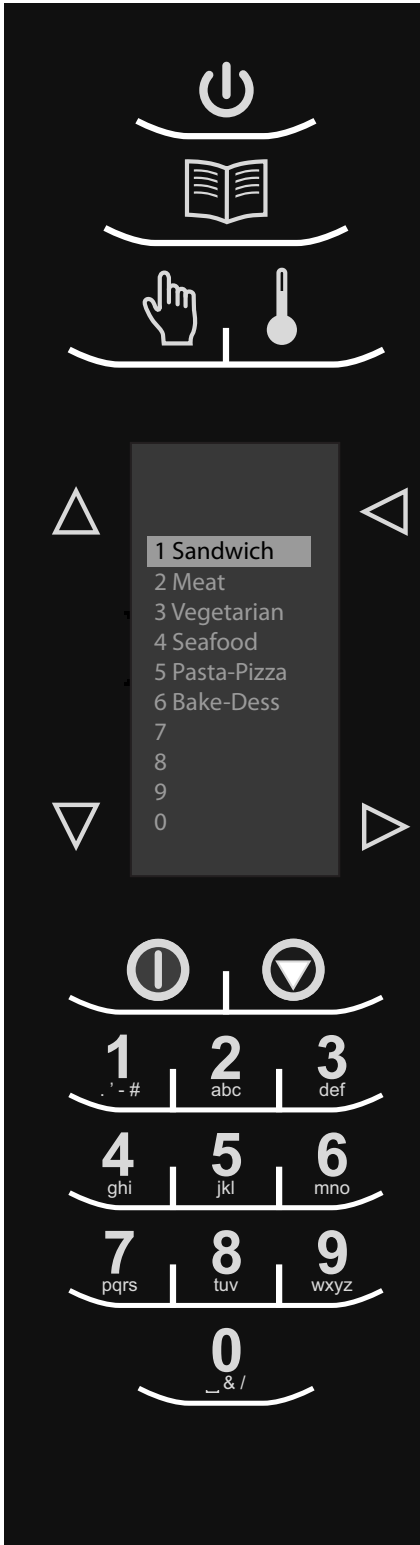 1 Sandwich
2 Meat
3 Vegetarian
4 Seafood
5 Pasta-Pizza
6 Bake-Dess
7
8
9
0
1 2 3
. ' - # abc def
4 5 6
ghi jkl mno
7 8 9
pqrs tuv wxyz
0
⎵ & /